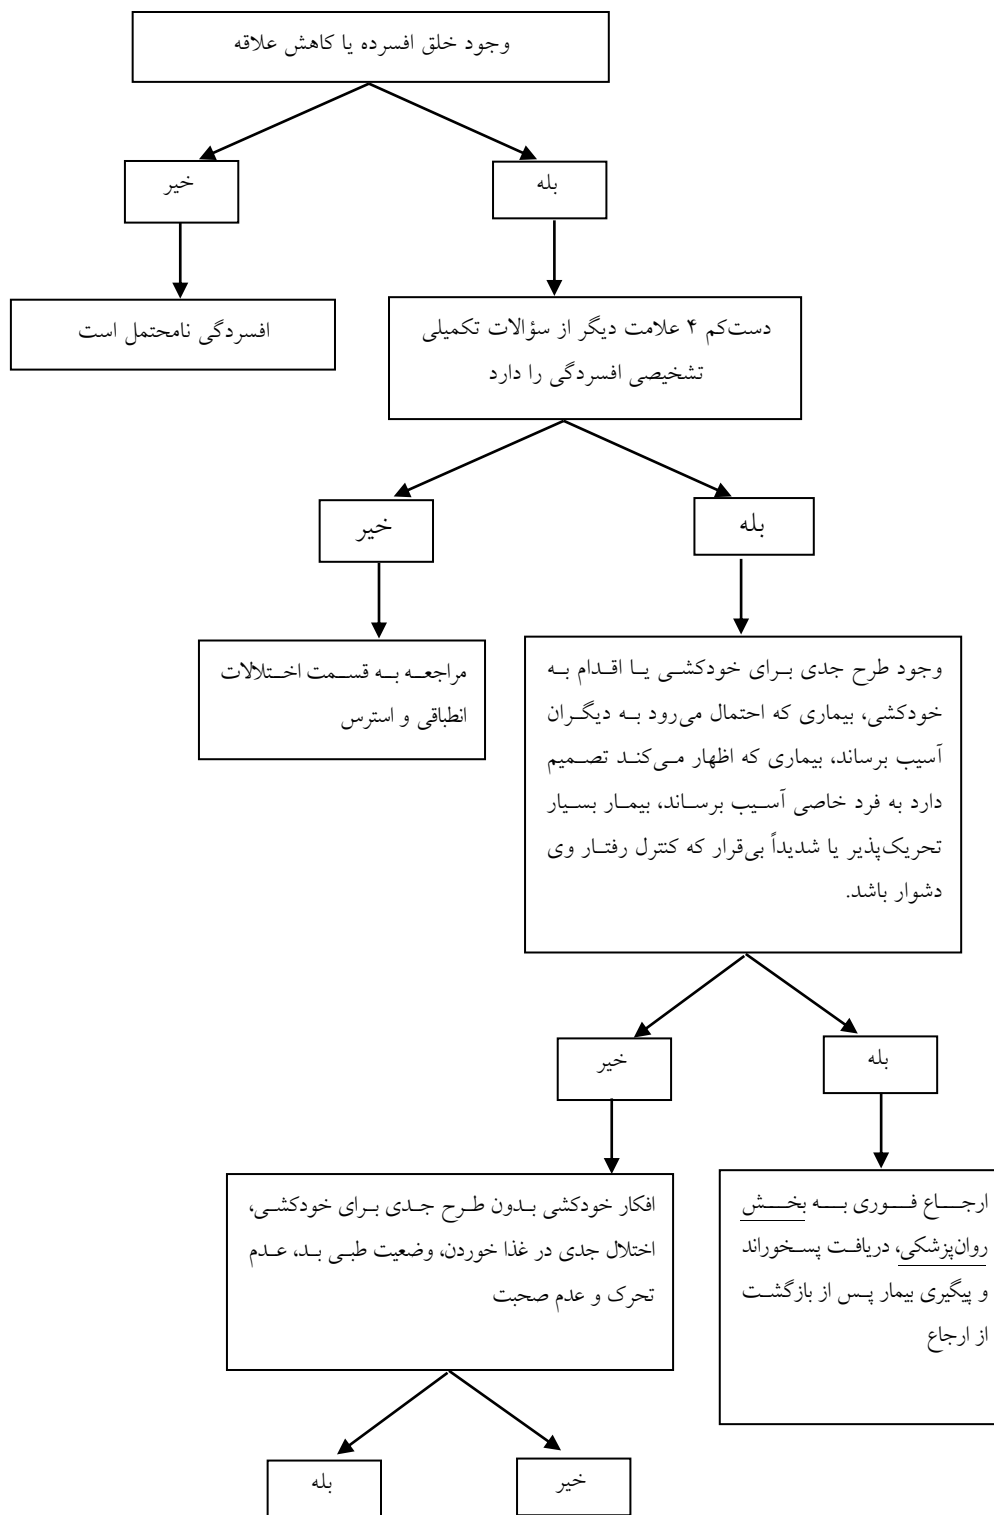 وجود خلق افسرده یا کاهش علاقه
بله
خیر
دست‌کم ۴ علامت دیگر از سؤالات تکمیلی
تشخیصی افسردگی را دارد
افسردگی نامحتمل است
بله
خیر
وجود طرح جدی برای خودکشی یا اقدام به
خودکشی، بیماری که احتمال می‌رود به دیگران
آسیب برساند، بیماری که اظهار می‌کند تصمیم
دارد به فرد خاصی آسیب برساند، بیمار بسیار
تحریک‌پذیر یا شدیداً بی‌قرار که کنترل رفتار وی
دشوار باشد.
مراجعه به قسمت اختلالات
انطباقی و استرس
بله
خیر
ارجاع فوری به بخش
روان‌پزشکی، دریافت پسخوراند
و پیگیری بیمار پس از بازگشت
از ارجاع
افکار خودکشی بدون طرح جدی برای خودکشی،
اختلال جدی در غذا خوردن، وضعیت طبی بد، عدم
تحرک و عدم صحبت
خیر
بله